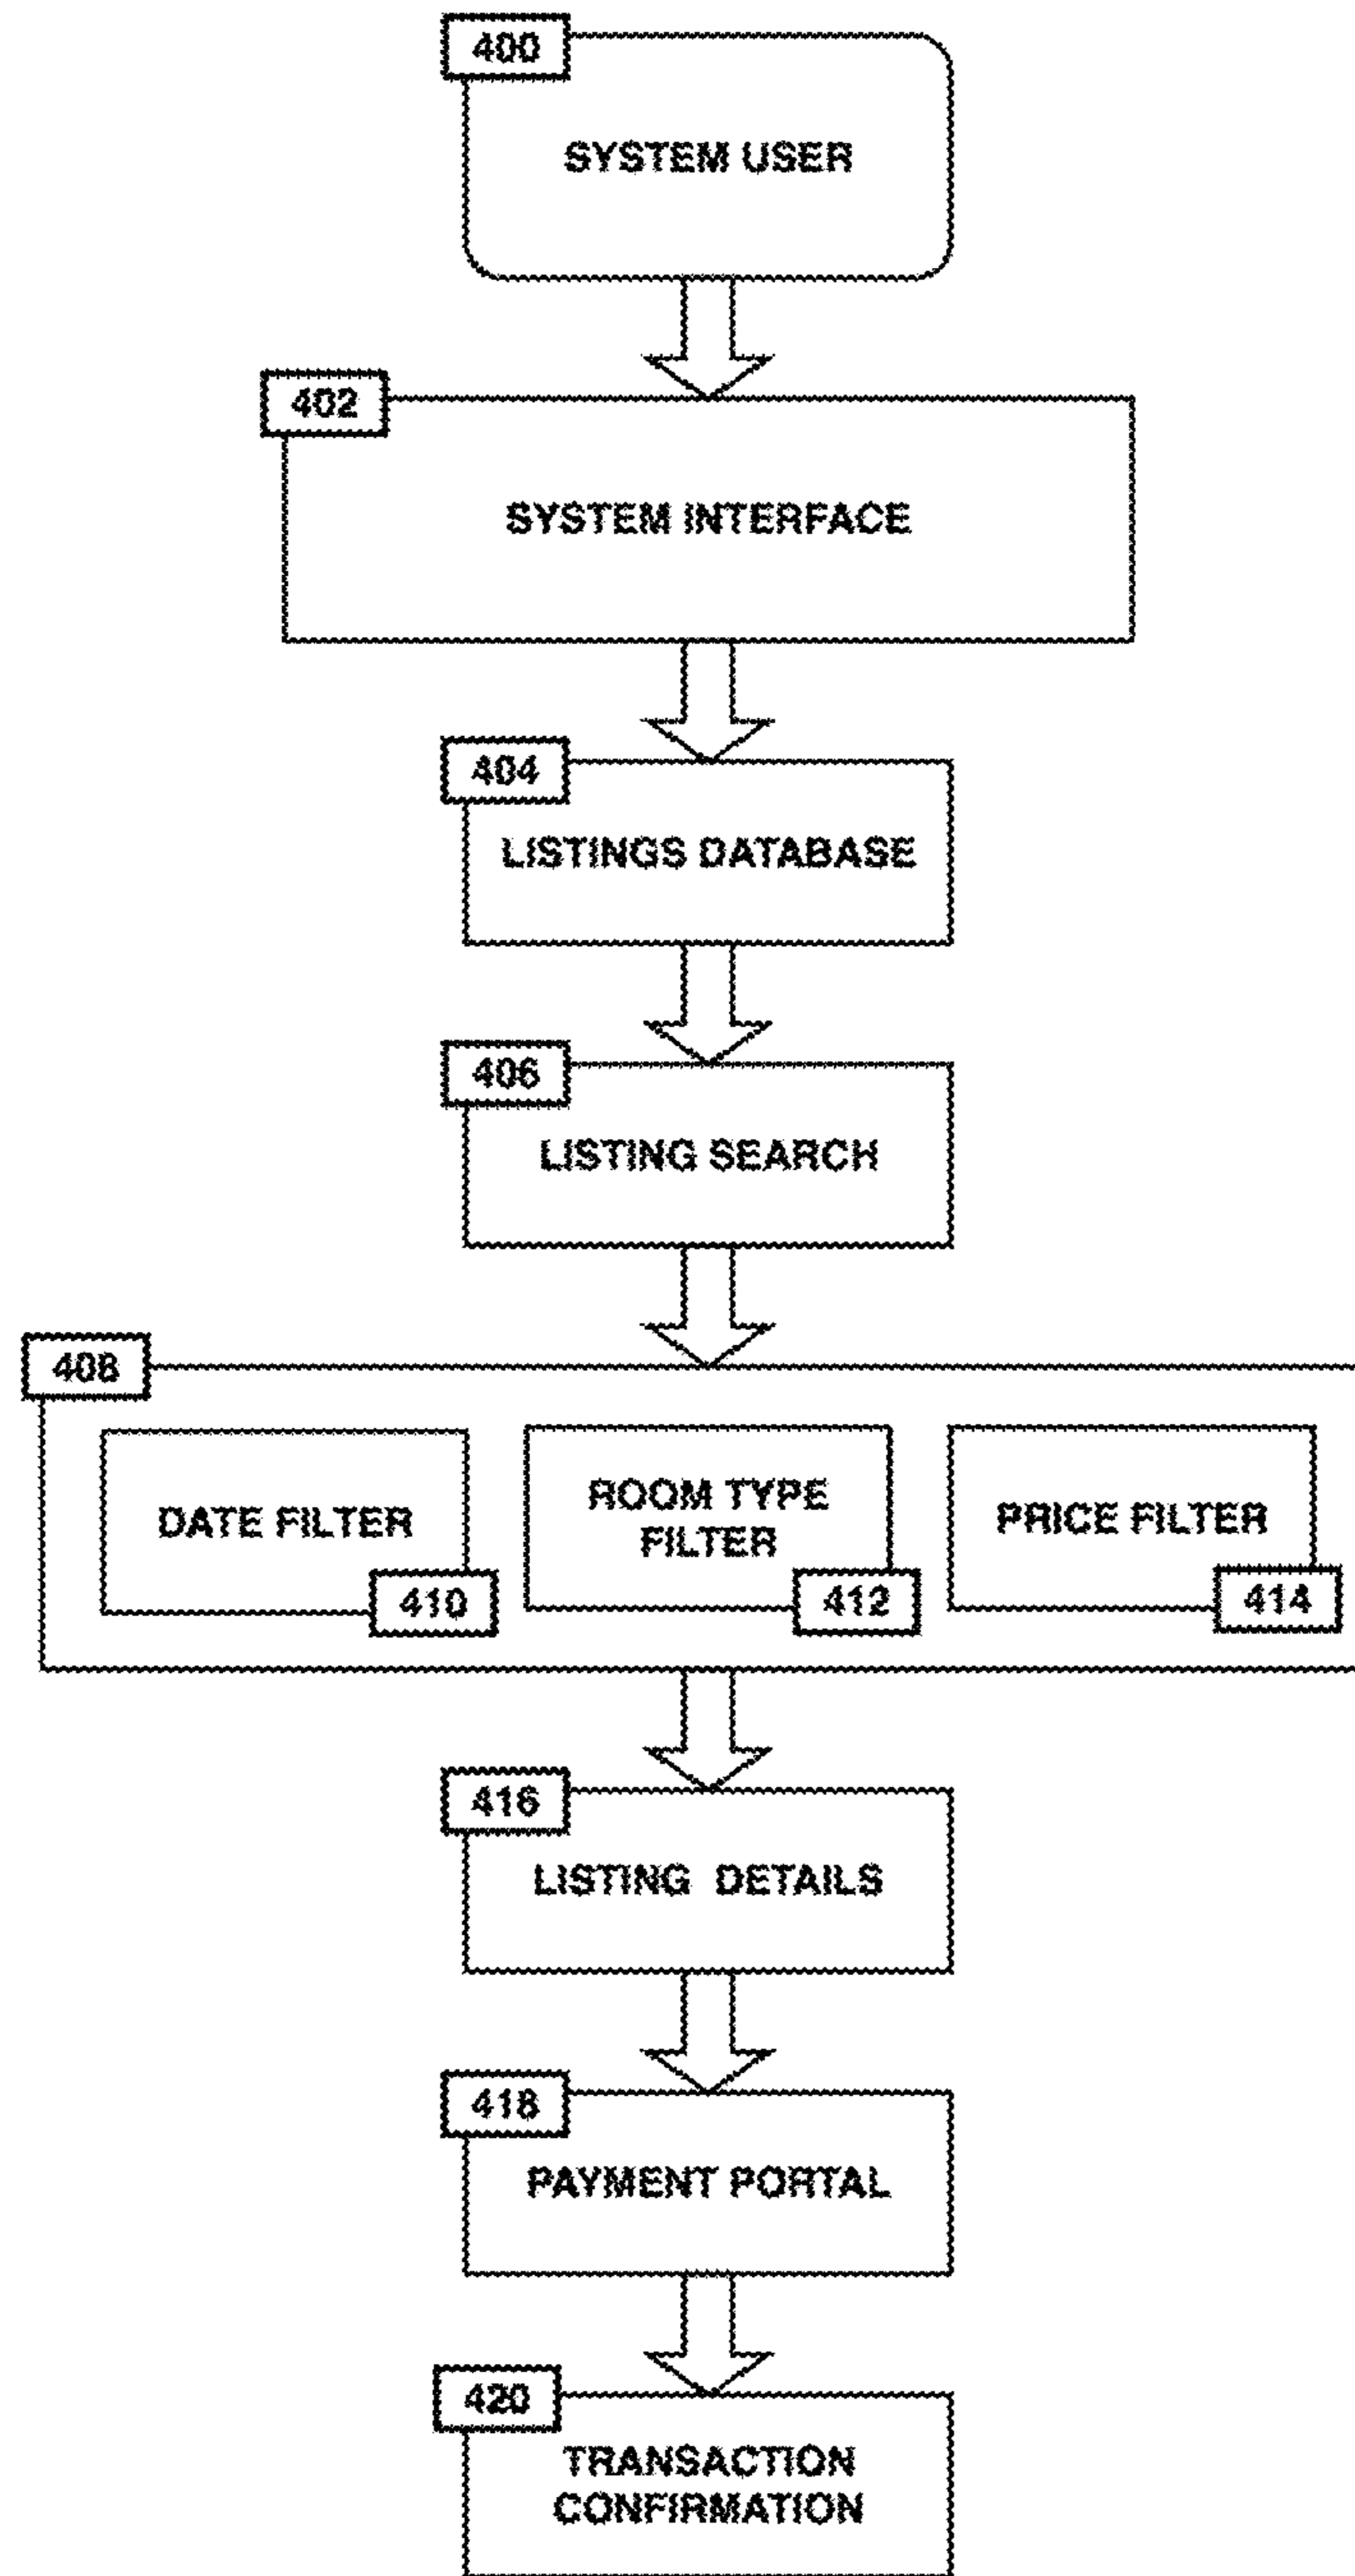 400
SYSTEM USER
402
SYSTEM INTERFACE
404
LISTINGS DATABASE
406
LISTING SEARCH
408
DATE FILTER
410
ROOM TYPE
FILTER
412
PRICE FILTER
414
416
LISTING DETAILS
418
PAYMENT PORTAL
420
TRANSACTION
CONFIRMATION